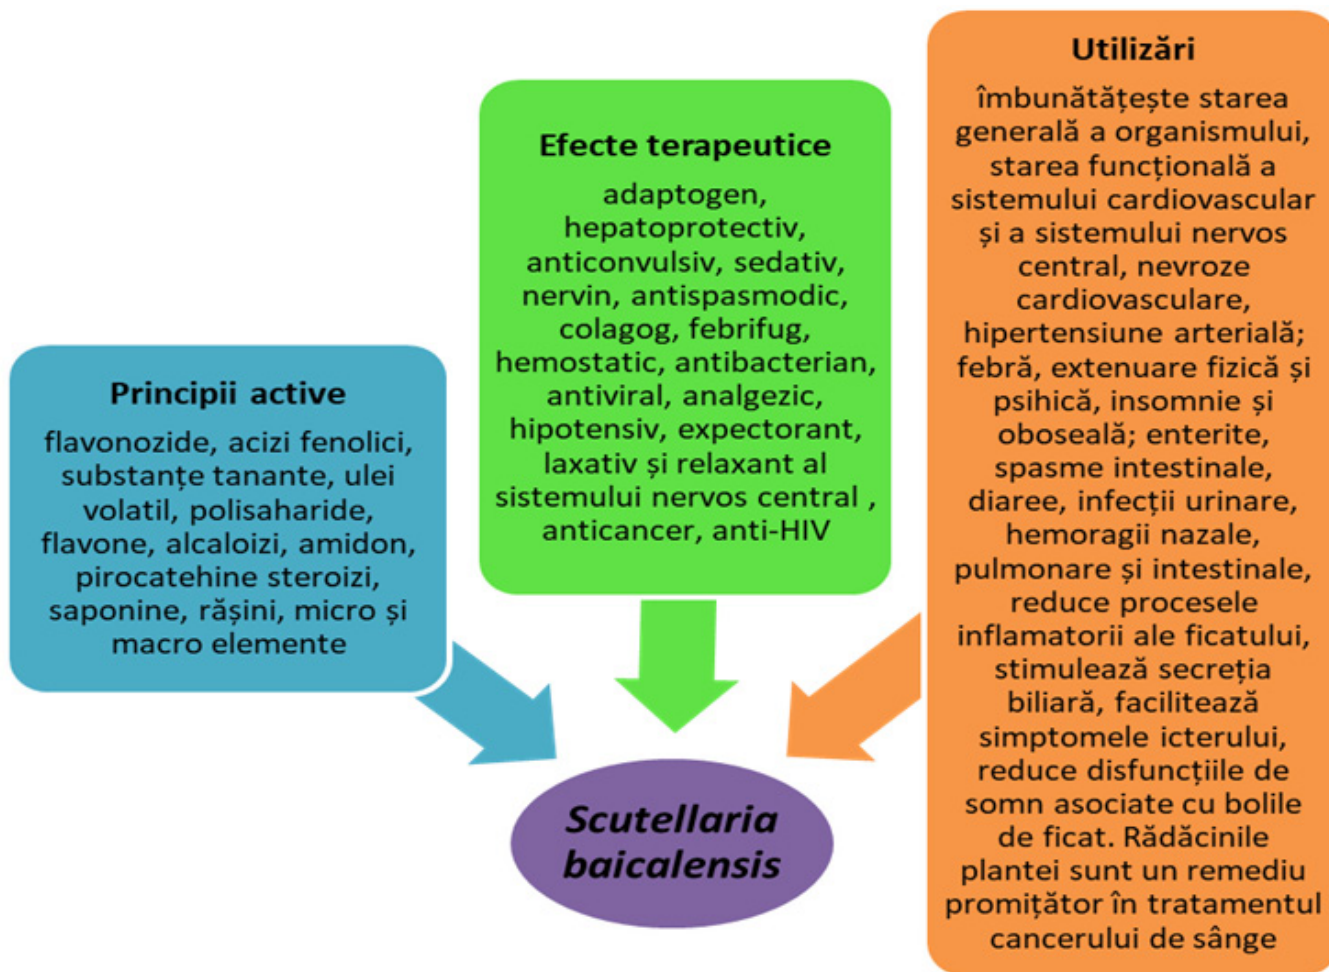 Principii active
flavonozide, acizi fenolici,
substanțe tanante, ulei
volatil, polisaharide,
flavone, alcaloizi, amidon,
pirocatehine steroizi,
saponine, rășini, micro și
macro elemente
Efecte terapeutice
adaptogen,
hepatoprotectiv,
anticonvulsiv, sedativ,
nervin, antispasmodic,
colagog, febrifug,
hemostatic, antibacterian,
antiviral, analgezic,
hipotensiv, expectorant,
laxativ și relaxant al
sistemului nervos central ,
anticancer, anti-HIV
Utilizări
îmbunătățește starea
generală a organismului,
starea funcțională a
sistemului cardiovascular
și a sistemului nervos
central, nevroze
cardiovasculare,
hipertensiune arterială;
febră, extenuare fizică și
psihică, insomnie și
oboseală; enterite,
spasme intestinale,
diaree, infecții urinare,
hemoragii nazale,
pulmonare și intestinale,
reduce procesele
inflamatorii ale ficatului,
stimulează secreția
biliară, facilitează
simptomele icterului,
reduce disfuncțiile de
somn asociate cu bolile
de ficat. Rădăcinile
plantei sunt un remediu
promițător în tratamentul
cancerului de sânge
Scutellaria
baicalensis